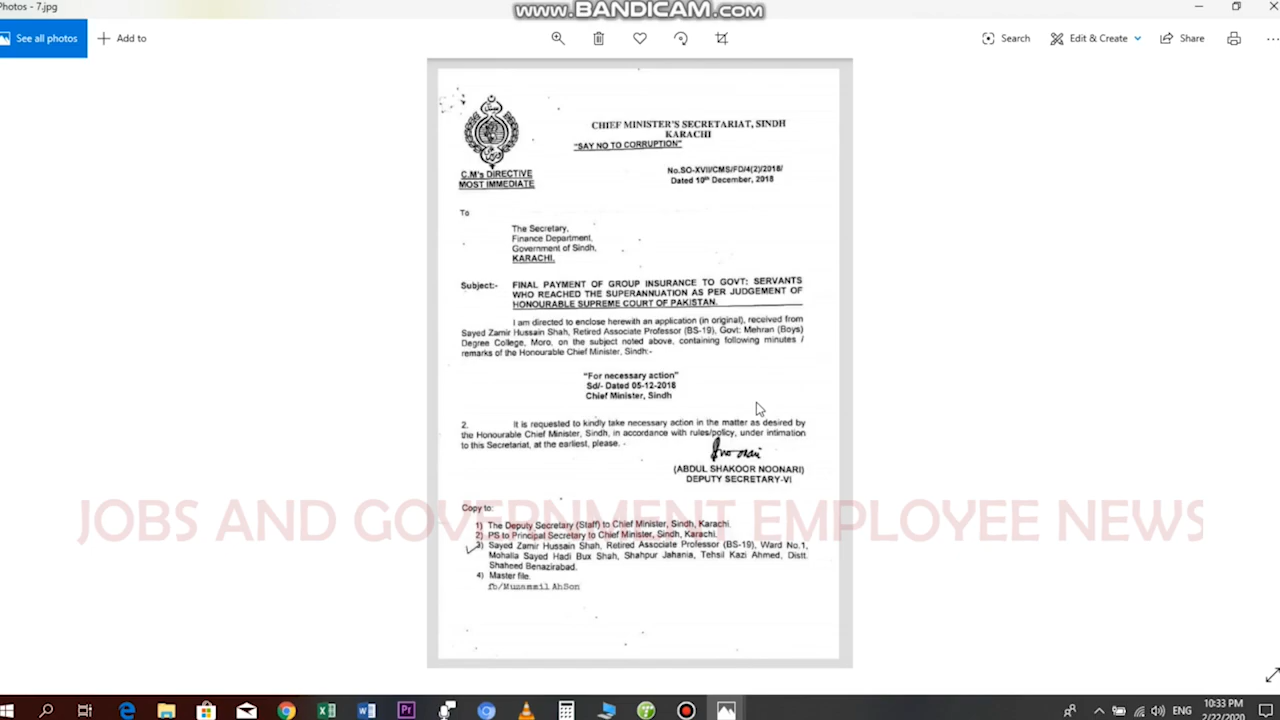 Photos - 7.jpg
www.BANDICAM.com
See all photos
Add to
Search
Edit & Create
Share
CHIEF MINISTER'S SECRETARIAT, SINDH
KARACHI
"SAY NO TO CORRUPTION"
C.M's DIRECTIVE
MOST IMMEDIATE
No.SO-XVII/CMS/FD/4(2)/2018/
Dated 10th December, 2018
To
The Secretary,
Finance Department,
Government of Sindh,
KARACHI.
Subject:- FINAL PAYMENT OF GROUP INSURANCE TO GOVT: SERVANTS
WHO REACHED THE SUPERANNUATION AS PER JUDGEMENT OF
HONOURABLE SUPREME COURT OF PAKISTAN.
I am directed to enclose herewith an application (in original), received from
Sayed Zamir Hussain Shah, Retired Associate Professor (BS-19), Govt: Mehran (Boys)
Degree College, Moro, on the subject noted above, containing following minutes /
remarks of the Honourable Chief Minister, Sindh:-
"For necessary action"
Sd/- Dated 05-12-2018
Chief Minister, Sindh
2. It is requested to kindly take necessary action in the matter as desired by
the Honourable Chief Minister, Sindh, in accordance with rules/policy, under intimation
to this Secretariat, at the earliest, please.
(ABDUL SHAKOOR NOONARI)
DEPUTY SECRETARY-VI
JOBS AND GOVERNMENT EMPLOYEE NEWS
Copy to:
1) The Deputy Secretary (Staff) to Chief Minister, Sindh, Karachi.
2) PS to Principal Secretary to Chief Minister, Sindh, Karachi.
3) Sayed Zamir Hussain Shah, Retired Associate Professor (BS-19), Ward No.1,
Mohalla Sayed Hadi Bux Shah, Shahpur Jahania, Tehsil Kazi Ahmed, Distt.
Shaheed Benazirabad.
4) Master file.
fb/Muzammil AhSon
10:33 PM